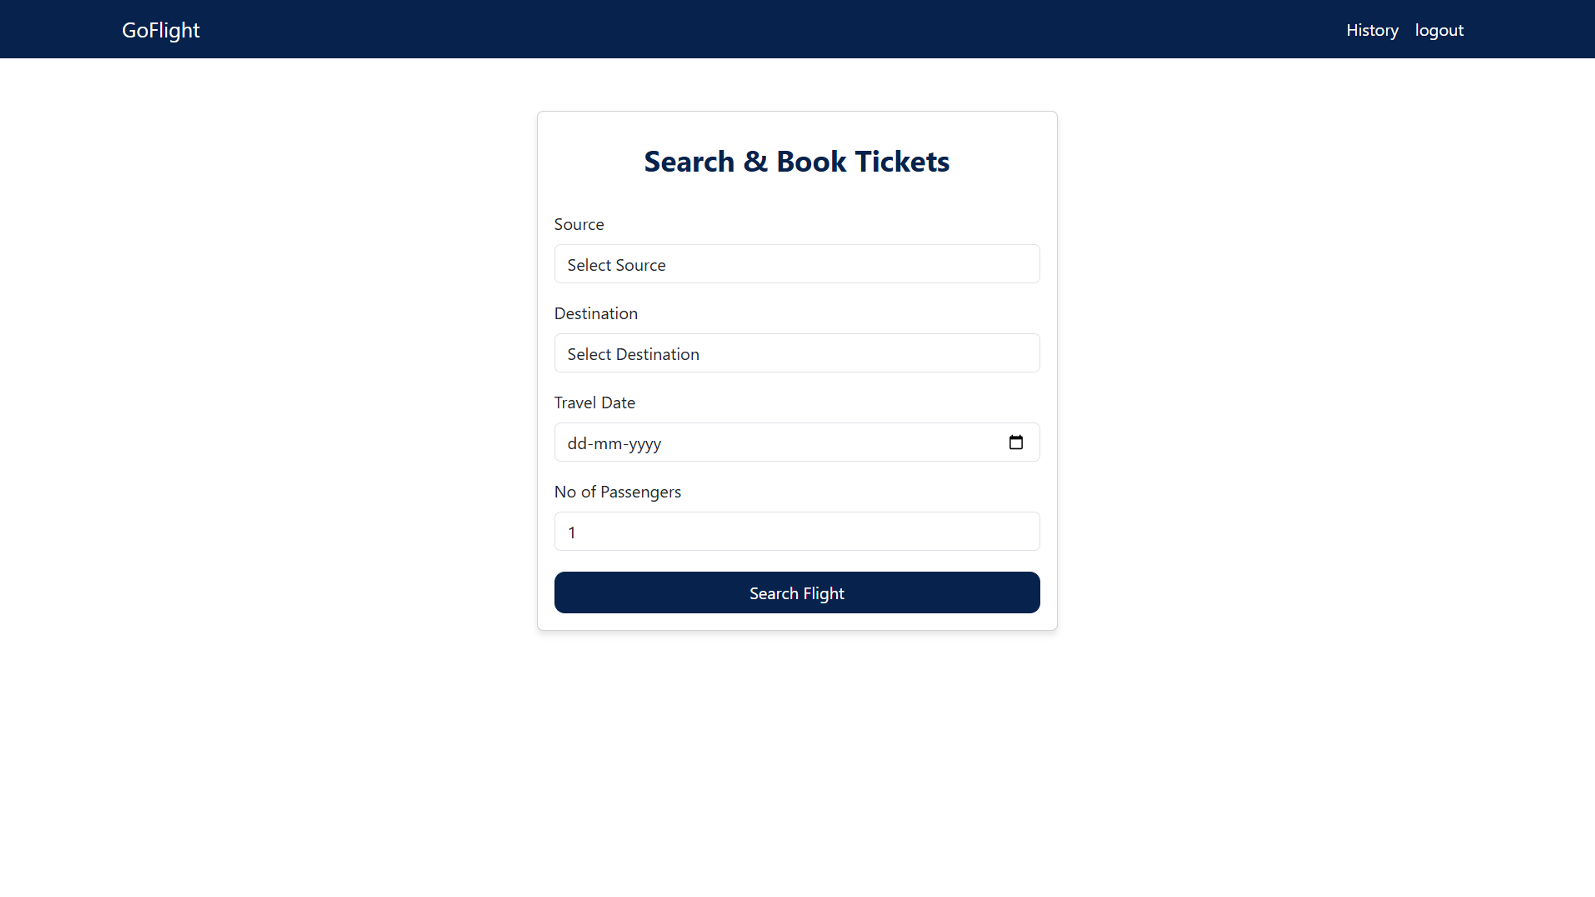 GoFlight
History logout
Search & Book Tickets
Source
Select Source
Destination
Select Destination
Travel Date
dd-mm-yyyy
No of Passengers
1
Search Flight